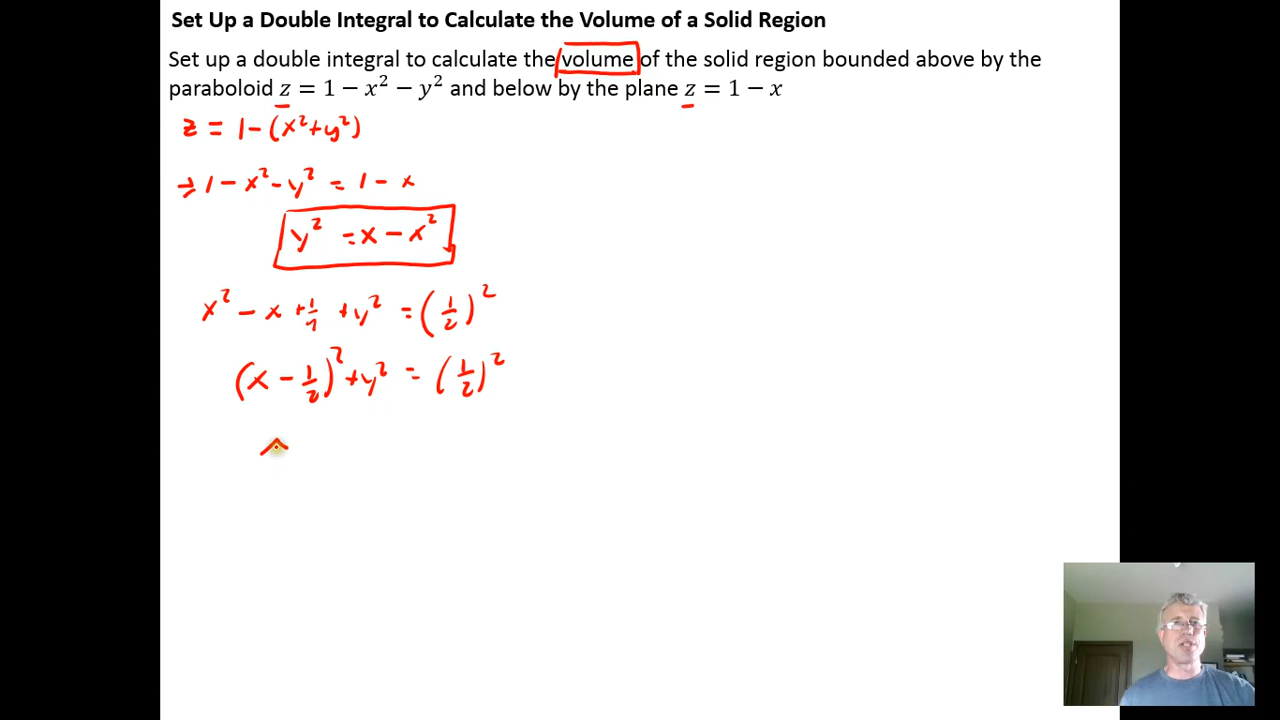 Set Up a Double Integral to Calculate the Volume of a Solid Region
Set up a double integral to calculate the volume of the solid region bounded above by the
paraboloid z = 1 − x² − y² and below by the plane z = 1 − x
z = 1 - (x² + y²)
⇒ 1 - x² - y² = 1 - x
y² = x - x²
x² - x + 1/4 + y² = (1/2)²
(x - 1/2)² + y² = (1/2)²